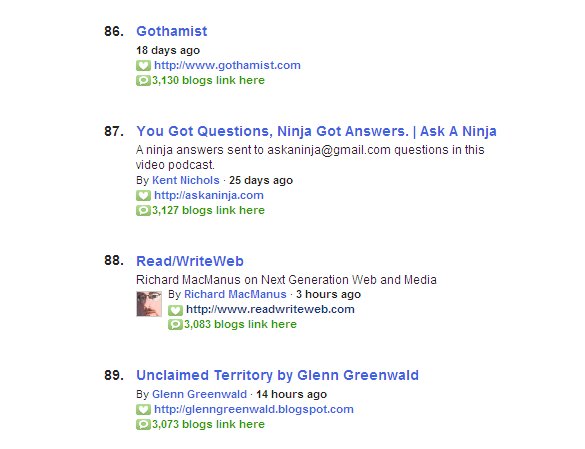 86. Gothamist
18 days ago
http://www.gothamist.com
3,130 blogs link here
87. You Got Questions, Ninja Got Answers. | Ask A Ninja
A ninja answers sent to askaninja@gmail.com questions in this
video podcast.
By Kent Nichols · 25 days ago
http://askaninja.com
3,127 blogs link here
88. Read/WriteWeb
Richard MacManus on Next Generation Web and Media
By Richard MacManus · 3 hours ago
http://www.readwriteweb.com
3,083 blogs link here
89. Unclaimed Territory by Glenn Greenwald
By Glenn Greenwald · 14 hours ago
http://glenngreenwald.blogspot.com
3,073 blogs link here